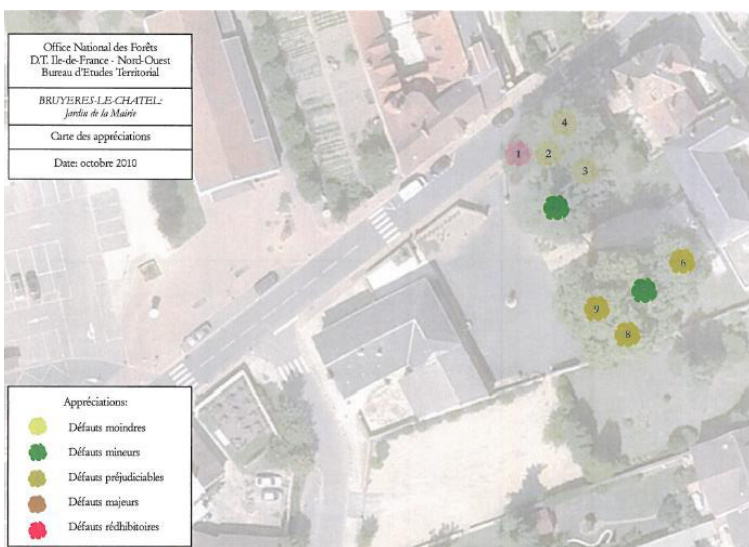 Office National des Forêts
D.T. Ile-de-France - Nord-Ouest
Bureau d'Etudes Territorial
BRUYERES-LE-CHATEL:
Jardin de la Mairie
Carte des appréciations
Date: octobre 2010
4
1
2
3
6
9
8
Appréciations:
Défauts moindres
Défauts mineurs
Défauts préjudiciables
Défauts majeurs
Défauts rédhibitoires